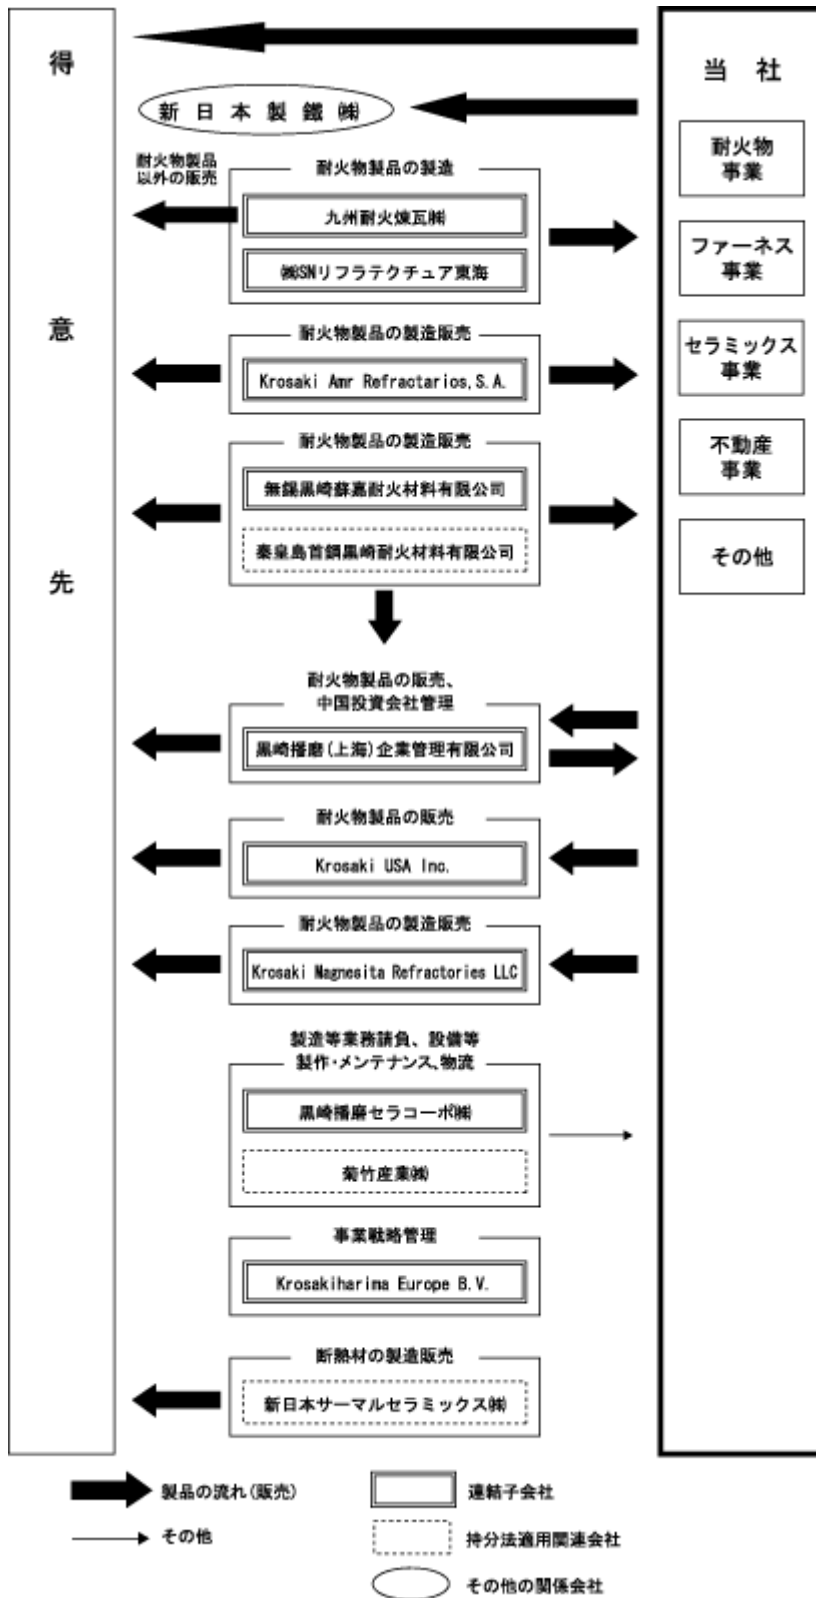 得
意
先
当 社
新日本製鐵㈱
耐火物
事業
耐火物製品
以外の販売
耐火物製品の製造
九州耐火煉瓦㈱
㈱SNリフラテクチュア東海
ファーネス
事業
耐火物製品の製造販売
Krosaki Amr Refractarios,S.A.
セラミックス
事業
耐火物製品の製造販売
無錫黒崎蘇嘉耐火材料有限公司
秦皇島首鋼黒崎耐火材料有限公司
不動産
事業
その他
耐火物製品の販売、
中国投資会社管理
黒崎播磨(上海)企業管理有限公司
耐火物製品の販売
Krosaki USA Inc.
耐火物製品の製造販売
Krosaki Magnesita Refractories LLC
製造等業務請負、設備等
製作・メンテナンス、物流
黒崎播磨セラコーポ㈱
菊竹産業㈱
事業戦略管理
Krosakiharima Europe B.V.
断熱材の製造販売
新日本サーマルセラミックス㈱
製品の流れ(販売)
連結子会社
その他
持分法適用関連会社
その他の関係会社